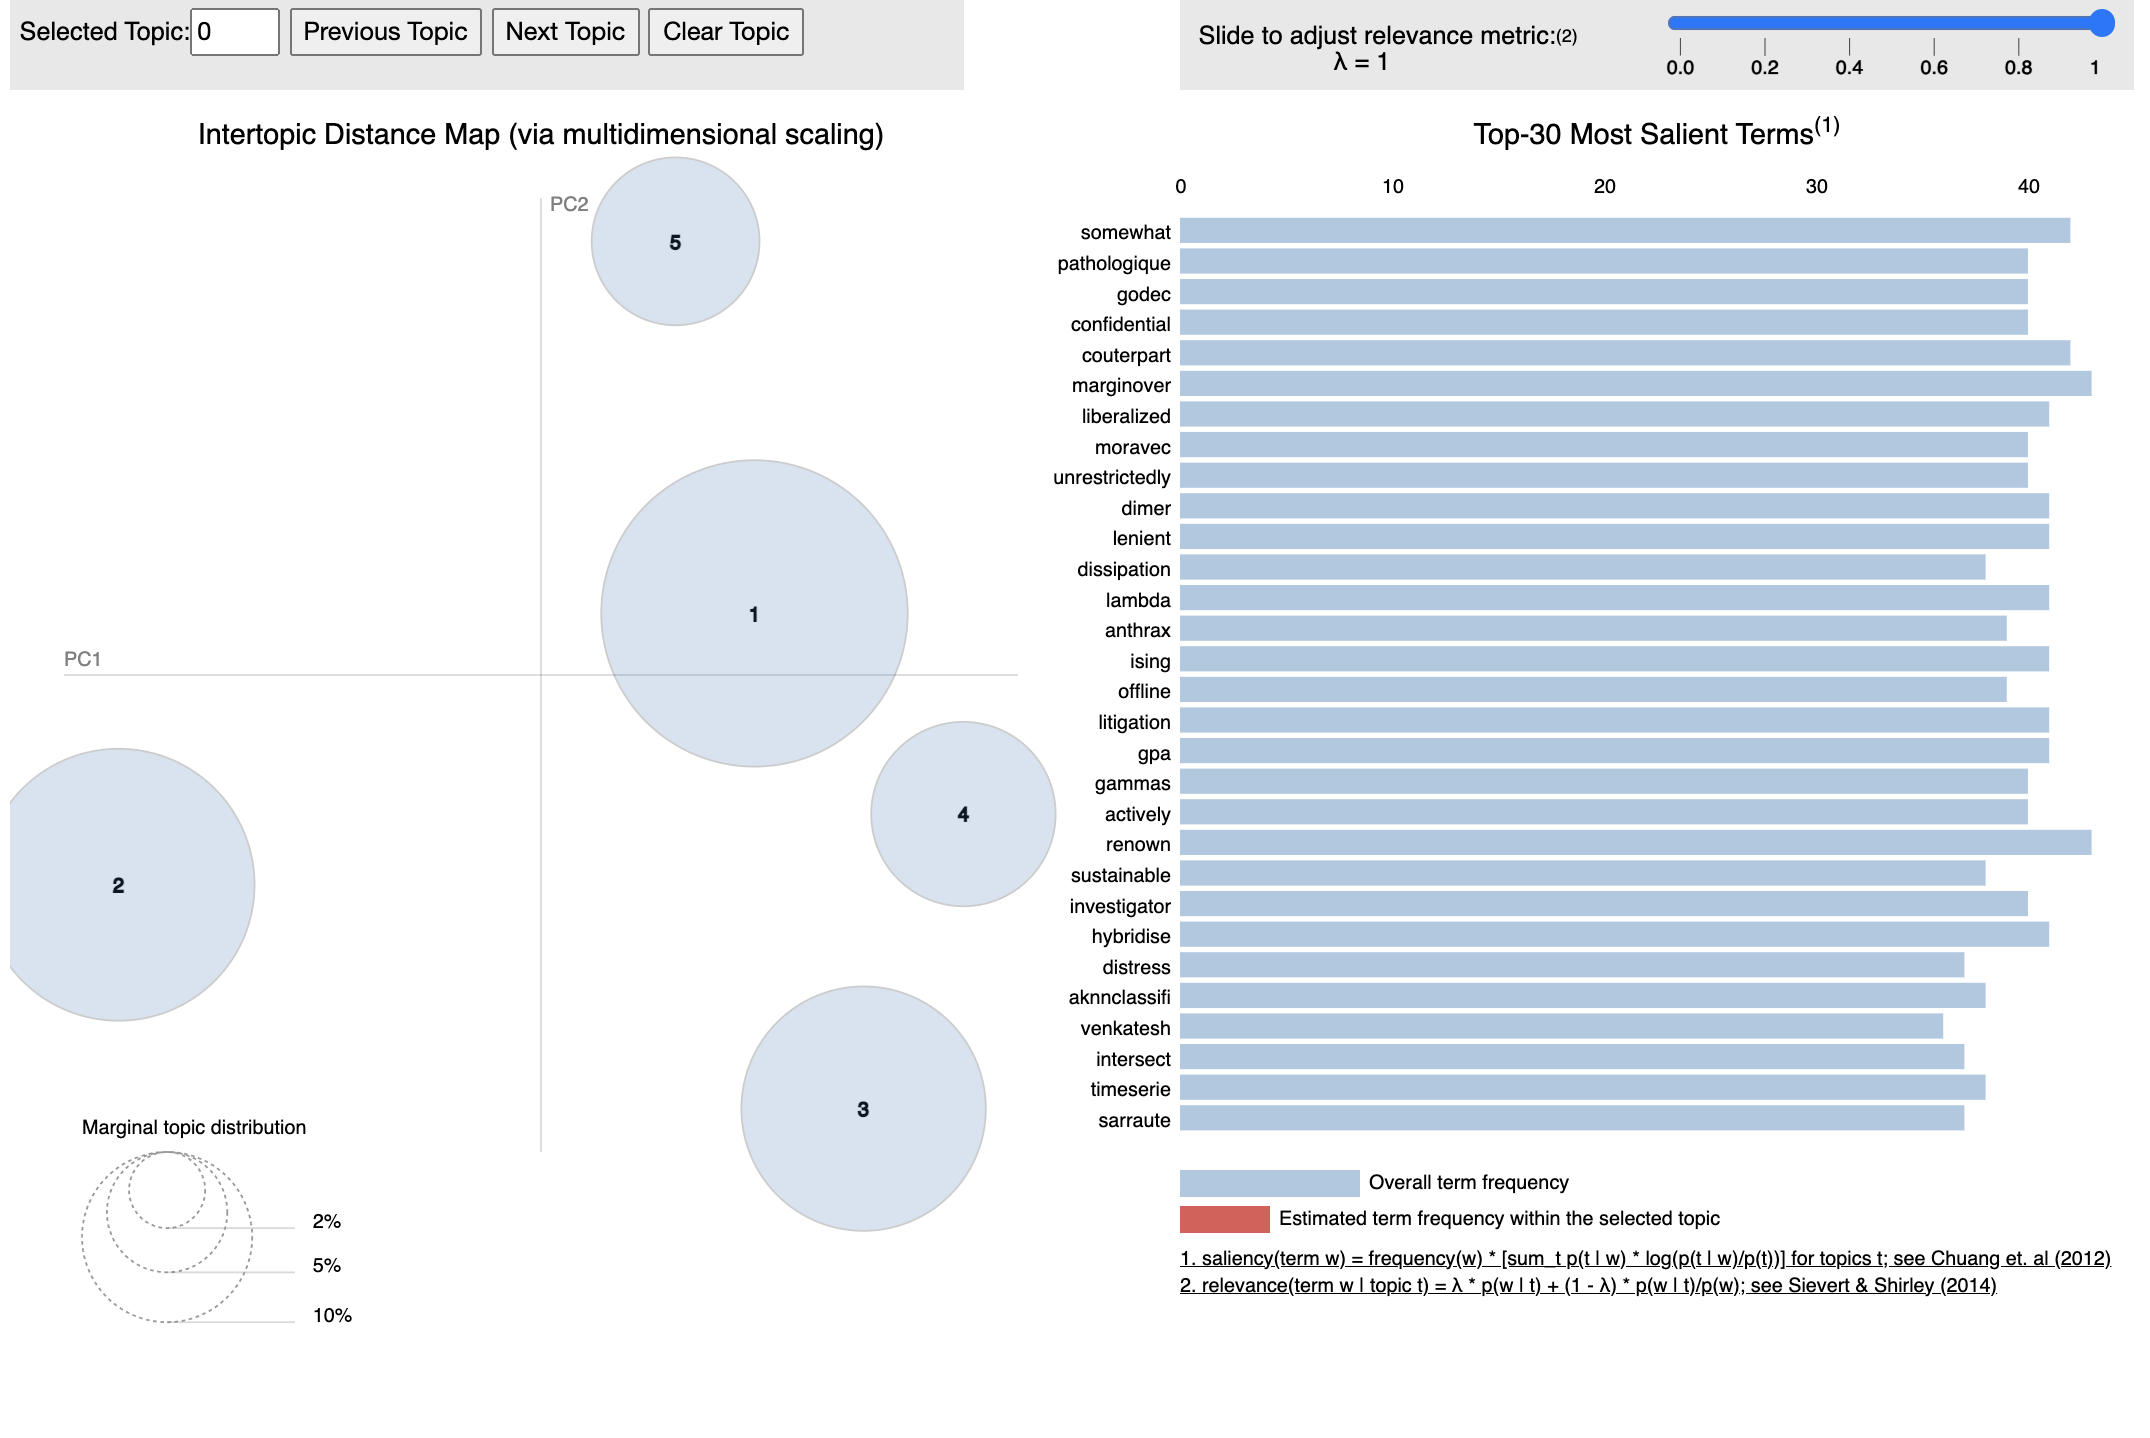 Selected Topic: 0 Previous Topic Next Topic Clear Topic
Slide to adjust relevance metric:(2)
λ = 1
0.0 0.2 0.4 0.6 0.8 1
Intertopic Distance Map (via multidimensional scaling)
PC2
5
1
PC1
4
2
3
Marginal topic distribution
2%
5%
10%
Top-30 Most Salient Terms(1)
0 10 20 30 40
somewhat
pathologique
godec
confidential
couterpart
marginover
liberalized
moravec
unrestrictedly
dimer
lenient
dissipation
lambda
anthrax
ising
offline
litigation
gpa
gammas
actively
renown
sustainable
investigator
hybridise
distress
aknnclassifi
venkatesh
intersect
timeserie
sarraute
Overall term frequency
Estimated term frequency within the selected topic
1. saliency(term w) = frequency(w) * [sum_t p(t | w) * log(p(t | w)/p(t))] for topics t; see Chuang et. al (2012)
2. relevance(term w | topic t) = λ * p(w | t) + (1 - λ) * p(w | t)/p(w); see Sievert & Shirley (2014)